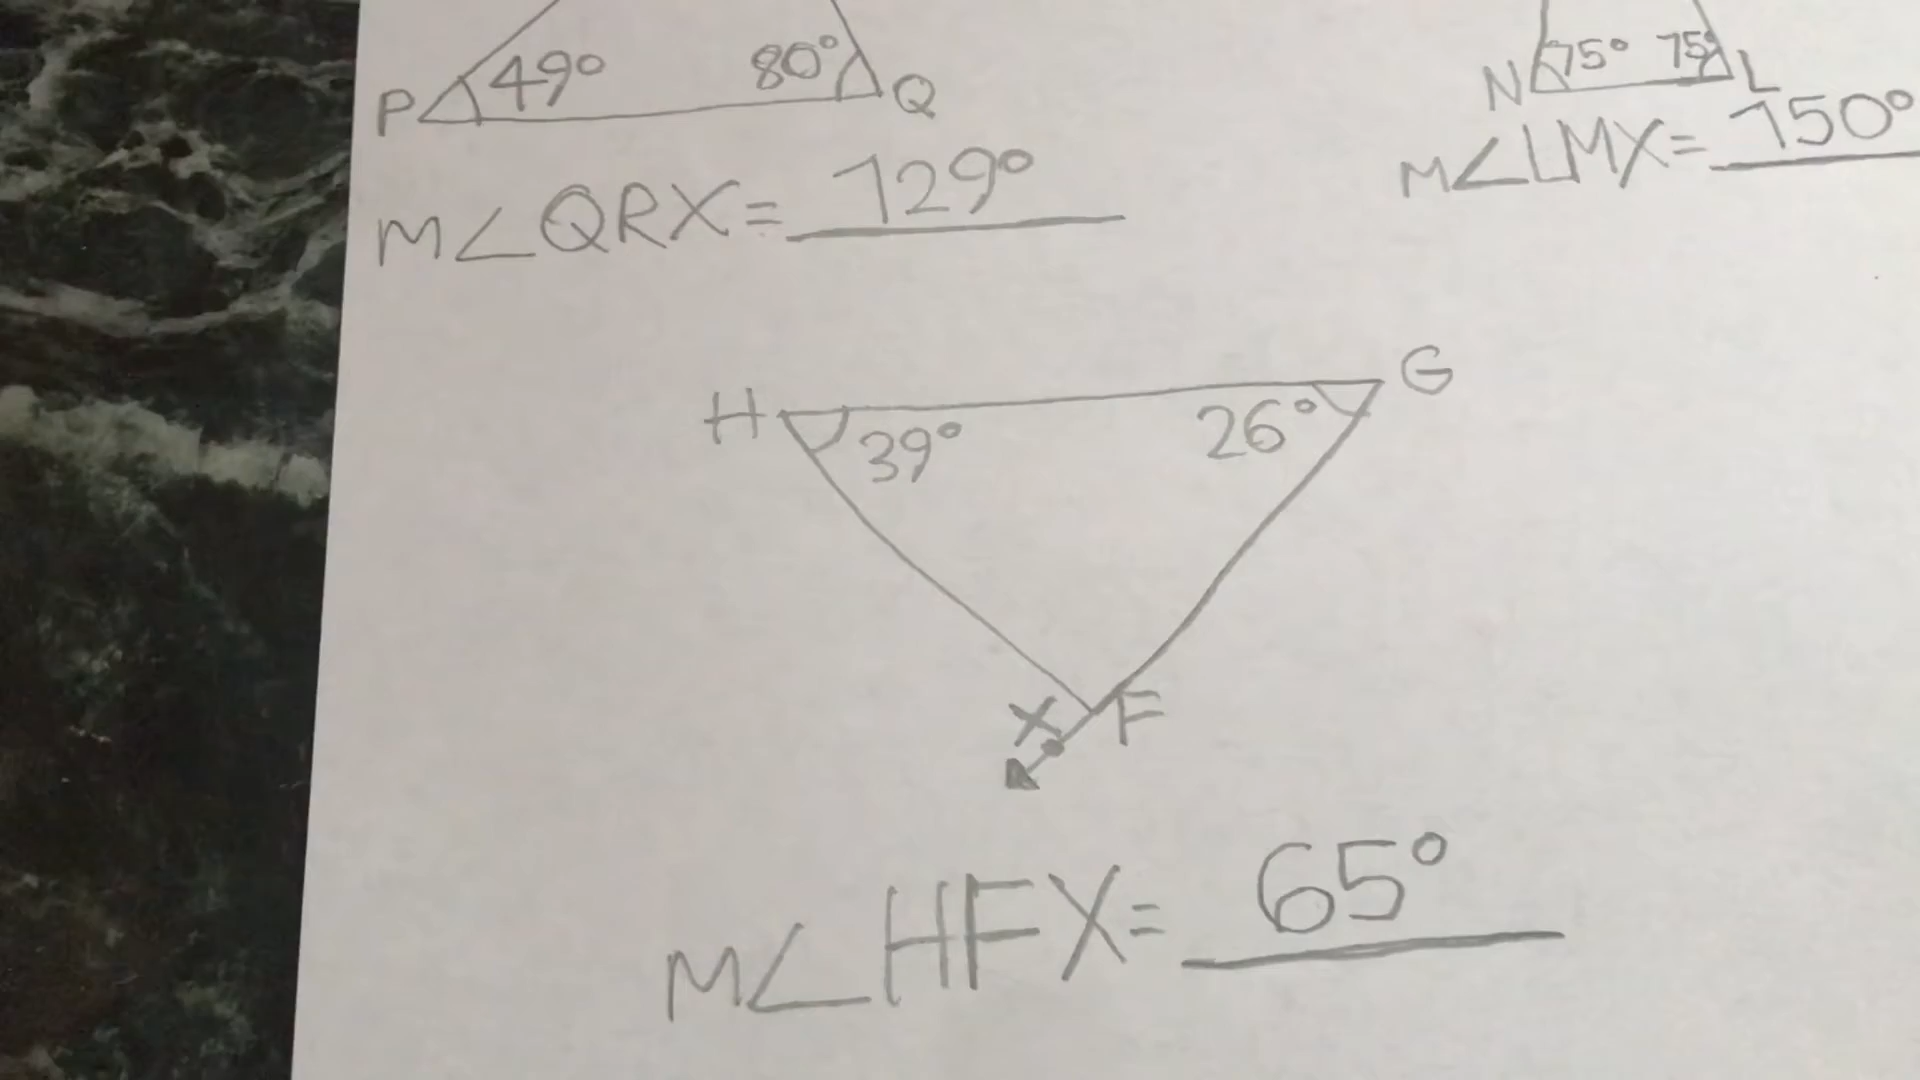 P 49° 80° Q
m∠QRX= 129°
N 75° 75° L
m∠LMX= 150°
H 39° 26° G
X F
m∠HFX= 65°